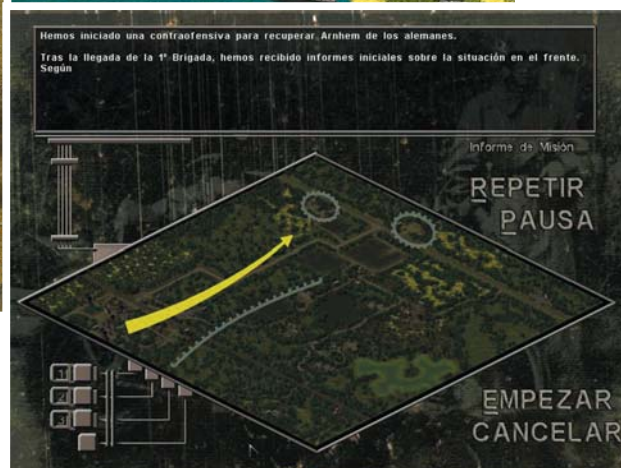 Hemos iniciado una contraofensiva para recuperar Arnhem de los alemanes.
Tras la llegada de la 1ª Brigada, hemos recibido informes iniciales sobre la situación en el frente.
Según
Informe de Misión
REPETIR
PAUSA
1
2
3
EMPEZAR
CANCELAR